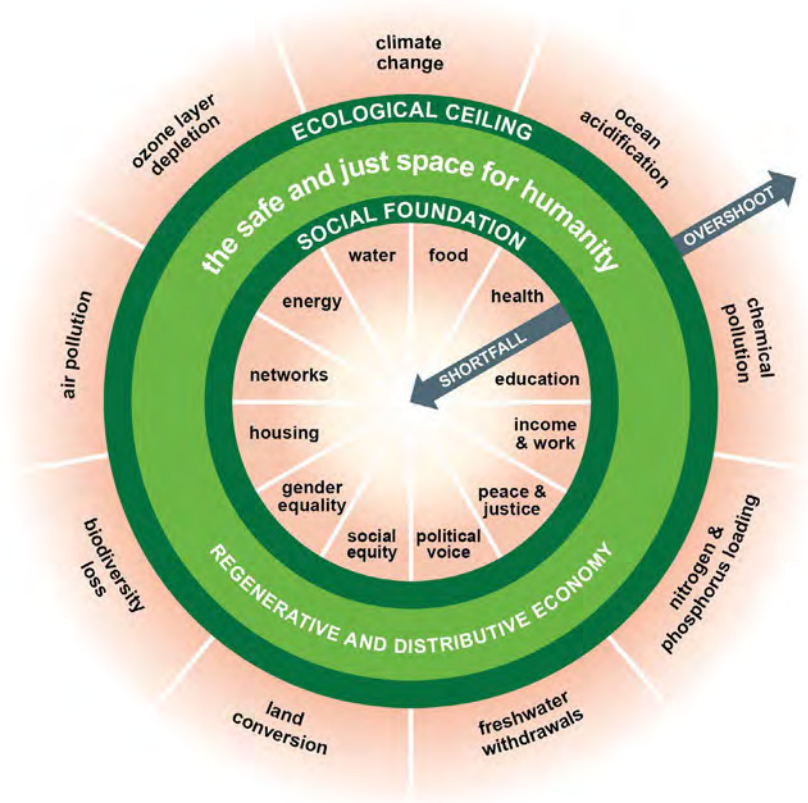 climate
change
ozone layer
depletion
ocean
acidification
ECOLOGICAL CEILING
the safe and just space for humanity
OVERSHOOT
SOCIAL FOUNDATION
water
food
energy
health
air pollution
chemical
pollution
SHORTFALL
networks
education
housing
income
& work
gender
equality
peace &
justice
social
equity
political
voice
biodiversity
loss
nitrogen &
phosphorus loading
REGENERATIVE AND DISTRIBUTIVE ECONOMY
land
conversion
freshwater
withdrawals